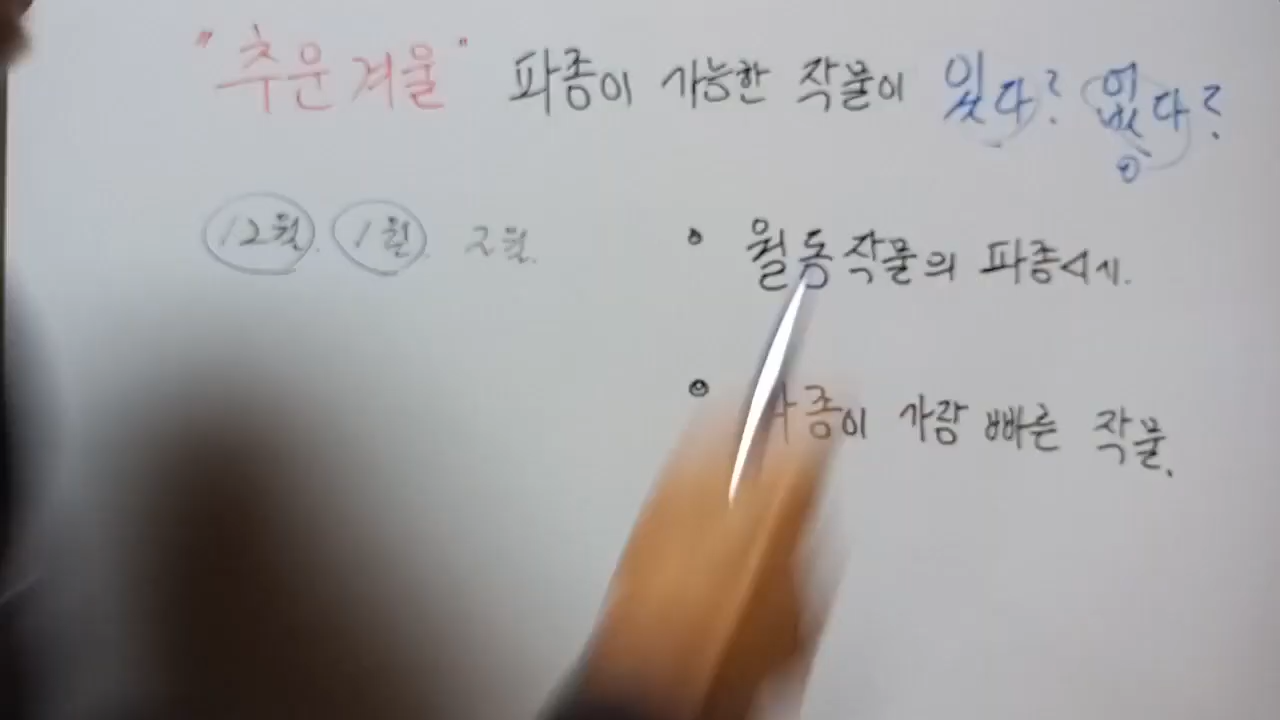 "추운겨울" 파종이 가능한 작물이 있다? 없다?
12월. 1월. 2월.
• 월동작물의 파종시기.
종이 가장 빠른 작물.